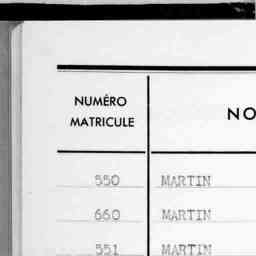 NUMÉRO
MATRICULE
NO
550 MARTIN
660 MARTIN
551 MARTIN